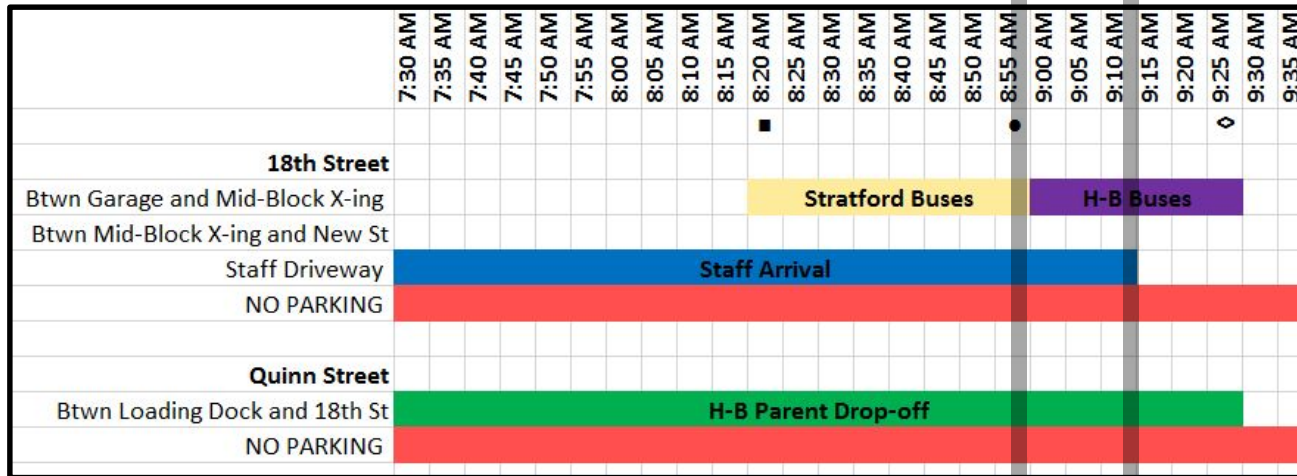 7:30 AM 7:35 AM 7:40 AM 7:45 AM 7:50 AM 7:55 AM 8:00 AM 8:05 AM 8:10 AM 8:15 AM 8:20 AM 8:25 AM 8:30 AM 8:35 AM 8:40 AM 8:45 AM 8:50 AM 8:55 AM 9:00 AM 9:05 AM 9:10 AM 9:15 AM 9:20 AM 9:25 AM 9:30 AM 9:35 AM
18th Street
Btwn Garage and Mid-Block X-ing Stratford Buses H-B Buses
Btwn Mid-Block X-ing and New St
Staff Driveway Staff Arrival
NO PARKING
Quinn Street
Btwn Loading Dock and 18th St H-B Parent Drop-off
NO PARKING